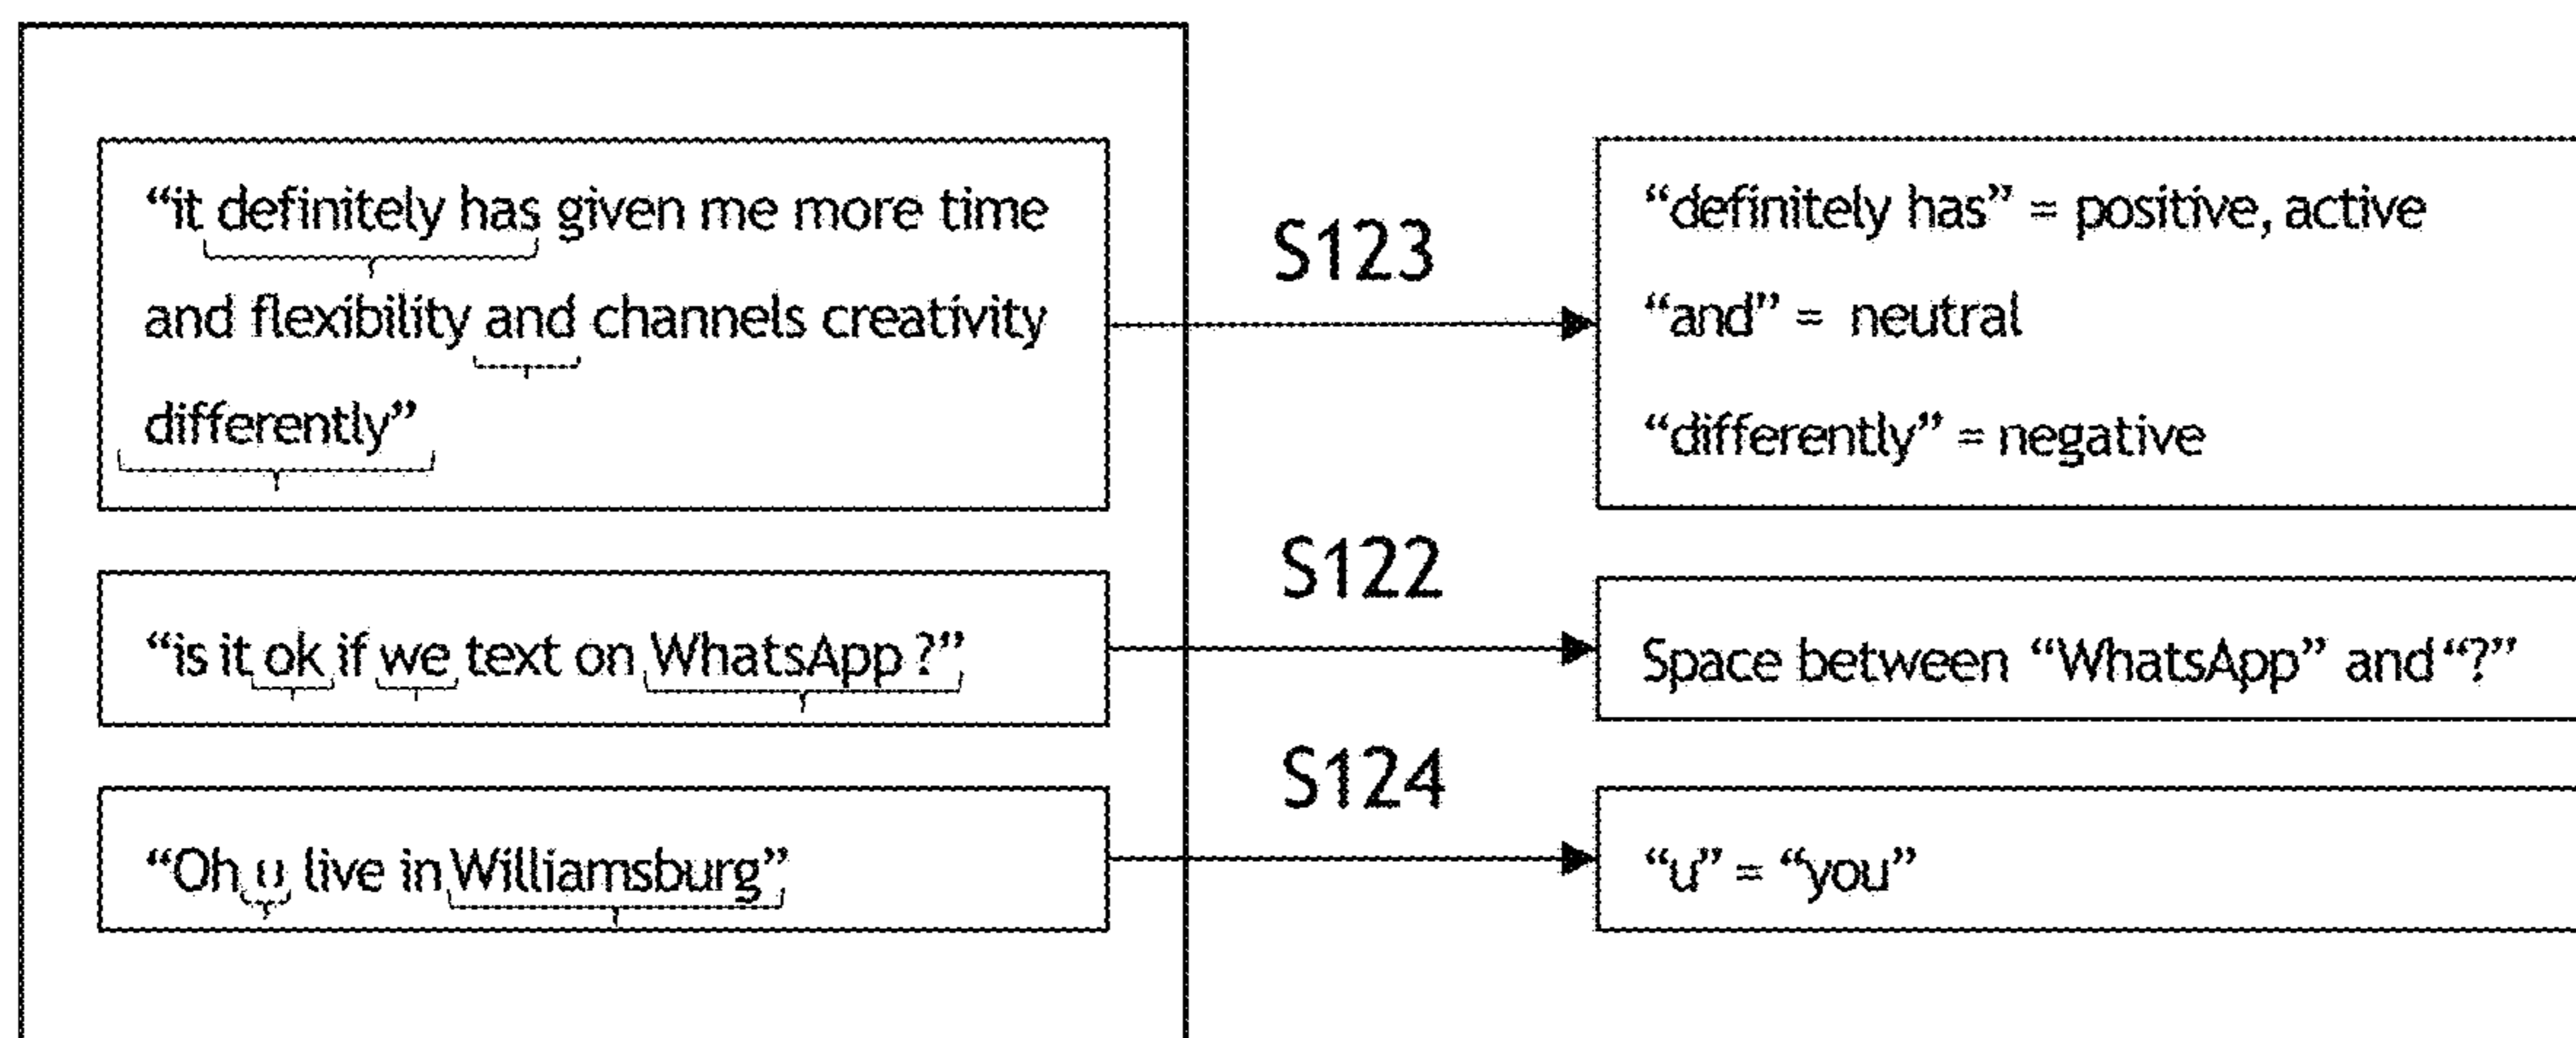 “it definitely has given me more time
and flexibility and channels creativity
differently”
S123
“definitely has” = positive, active
“and” = neutral
“differently” = negative
“is it ok if we text on WhatsApp ?”
S122
Space between “WhatsApp” and “?”
“Oh u live in Williamsburg”
S124
“u” = “you”